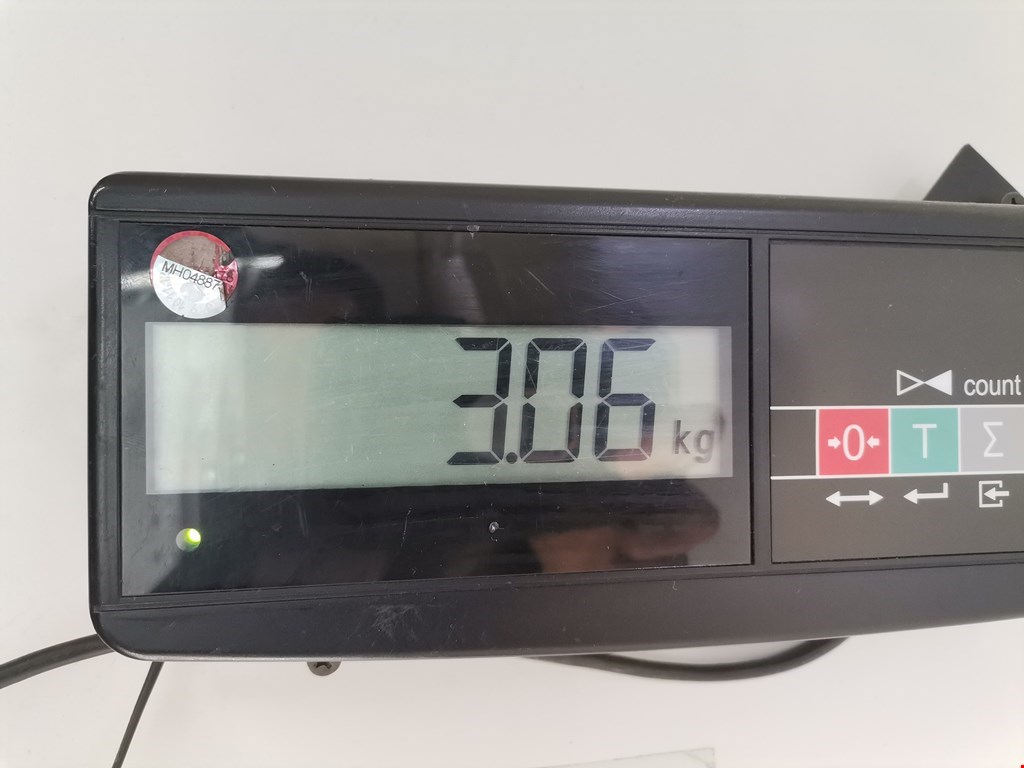 MH04887
3.06 kg
count
→0← T Σ